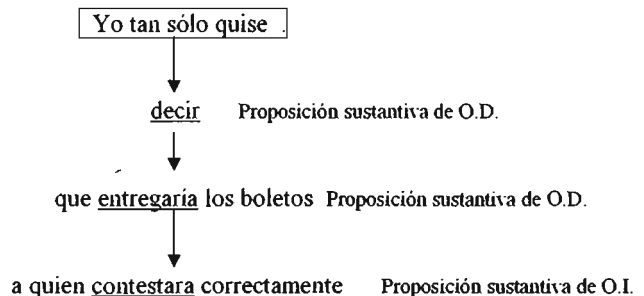 Yo tan sólo quise .
decir Proposición sustantiva de O.D.
que entregaría los boletos Proposición sustantiva de O.D.
a quien contestara correctamente Proposición sustantiva de O.I.